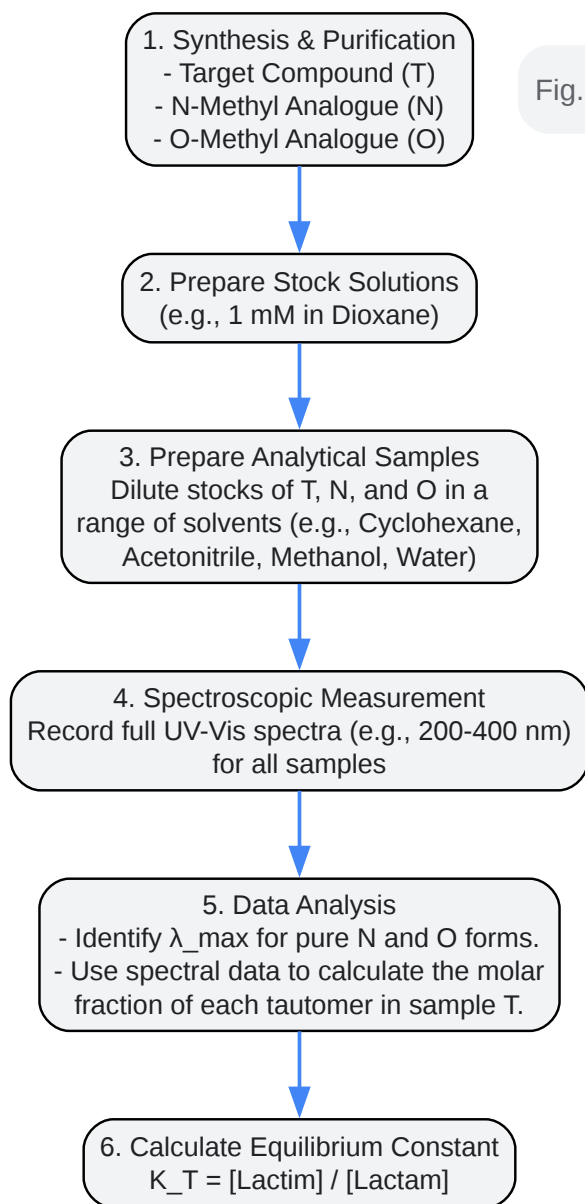 1. Synthesis & Purification
- Target Compound (T)
- N-Methyl Analogue (N)
- O-Methyl Analogue (O)
Fig.
2. Prepare Stock Solutions
(e.g., 1 mM in Dioxane)
3. Prepare Analytical Samples
Dilute stocks of T, N, and O in a
range of solvents (e.g., Cyclohexane,
Acetonitrile, Methanol, Water)
4. Spectroscopic Measurement
Record full UV-Vis spectra (e.g., 200-400 nm)
for all samples
5. Data Analysis
- Identify λ_max for pure N and O forms.
- Use spectral data to calculate the molar
fraction of each tautomer in sample T.
6. Calculate Equilibrium Constant
K_T = [Lactim] / [Lactam]